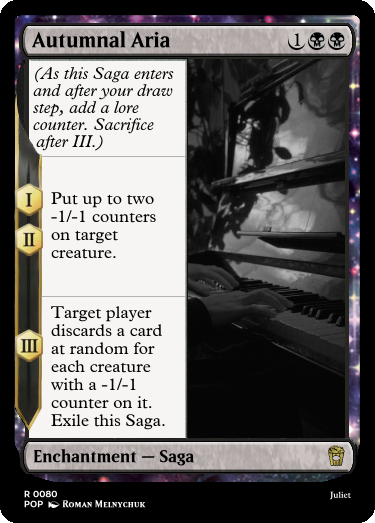 Autumnal Aria 1
(As this Saga enters
and after your draw
step, add a lore
counter. Sacrifice
after III.)
I
II
Put up to two
-1/-1 counters
on target
creature.
III
Target player
discards a card
at random for
each creature
with a -1/-1
counter on it.
Exile this Saga.
Enchantment — Saga
R 0080
POP Roman Melnychuk
Juliet